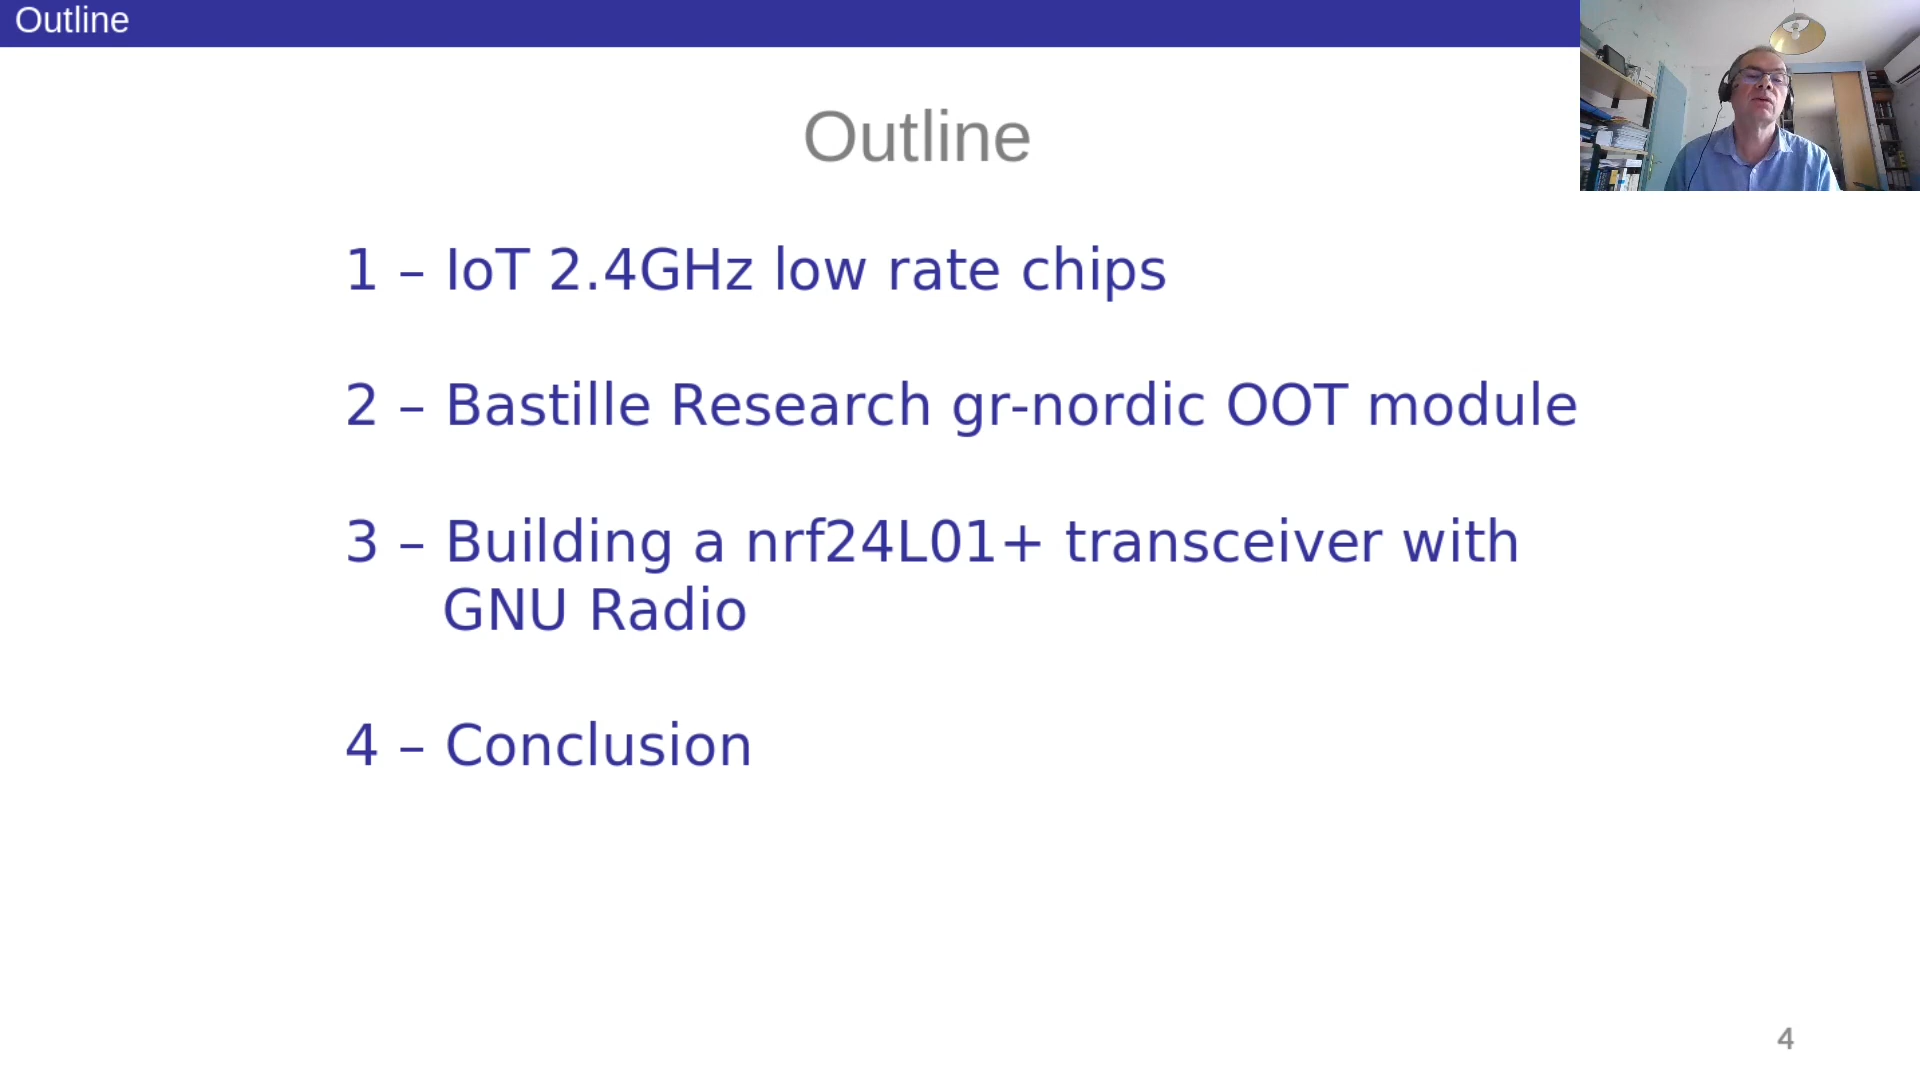 Outline
Outline
1 – IoT 2.4GHz low rate chips
2 – Bastille Research gr-nordic OOT module
3 – Building a nrf24L01+ transceiver with
GNU Radio
4 – Conclusion
4